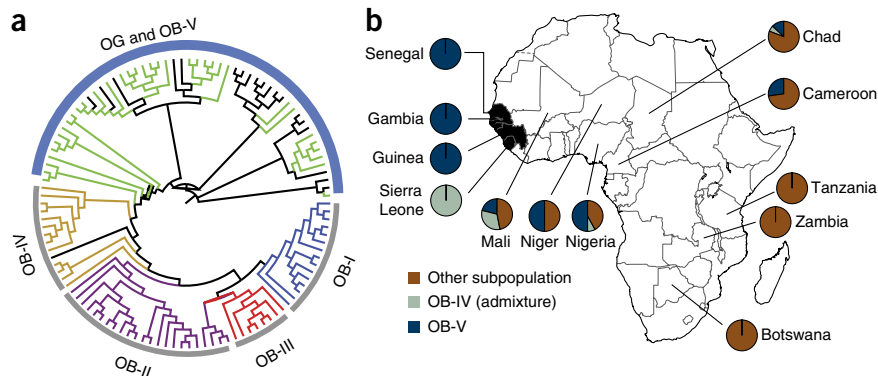 a
OG and OB-V
OB-IV
OB-I
OB-II
OB-III
b
Senegal
Gambia
Guinea
Sierra
Leone
Mali
Niger
Nigeria
Chad
Cameroon
Tanzania
Zambia
Botswana
Other subpopulation
OB-IV (admixture)
OB-V